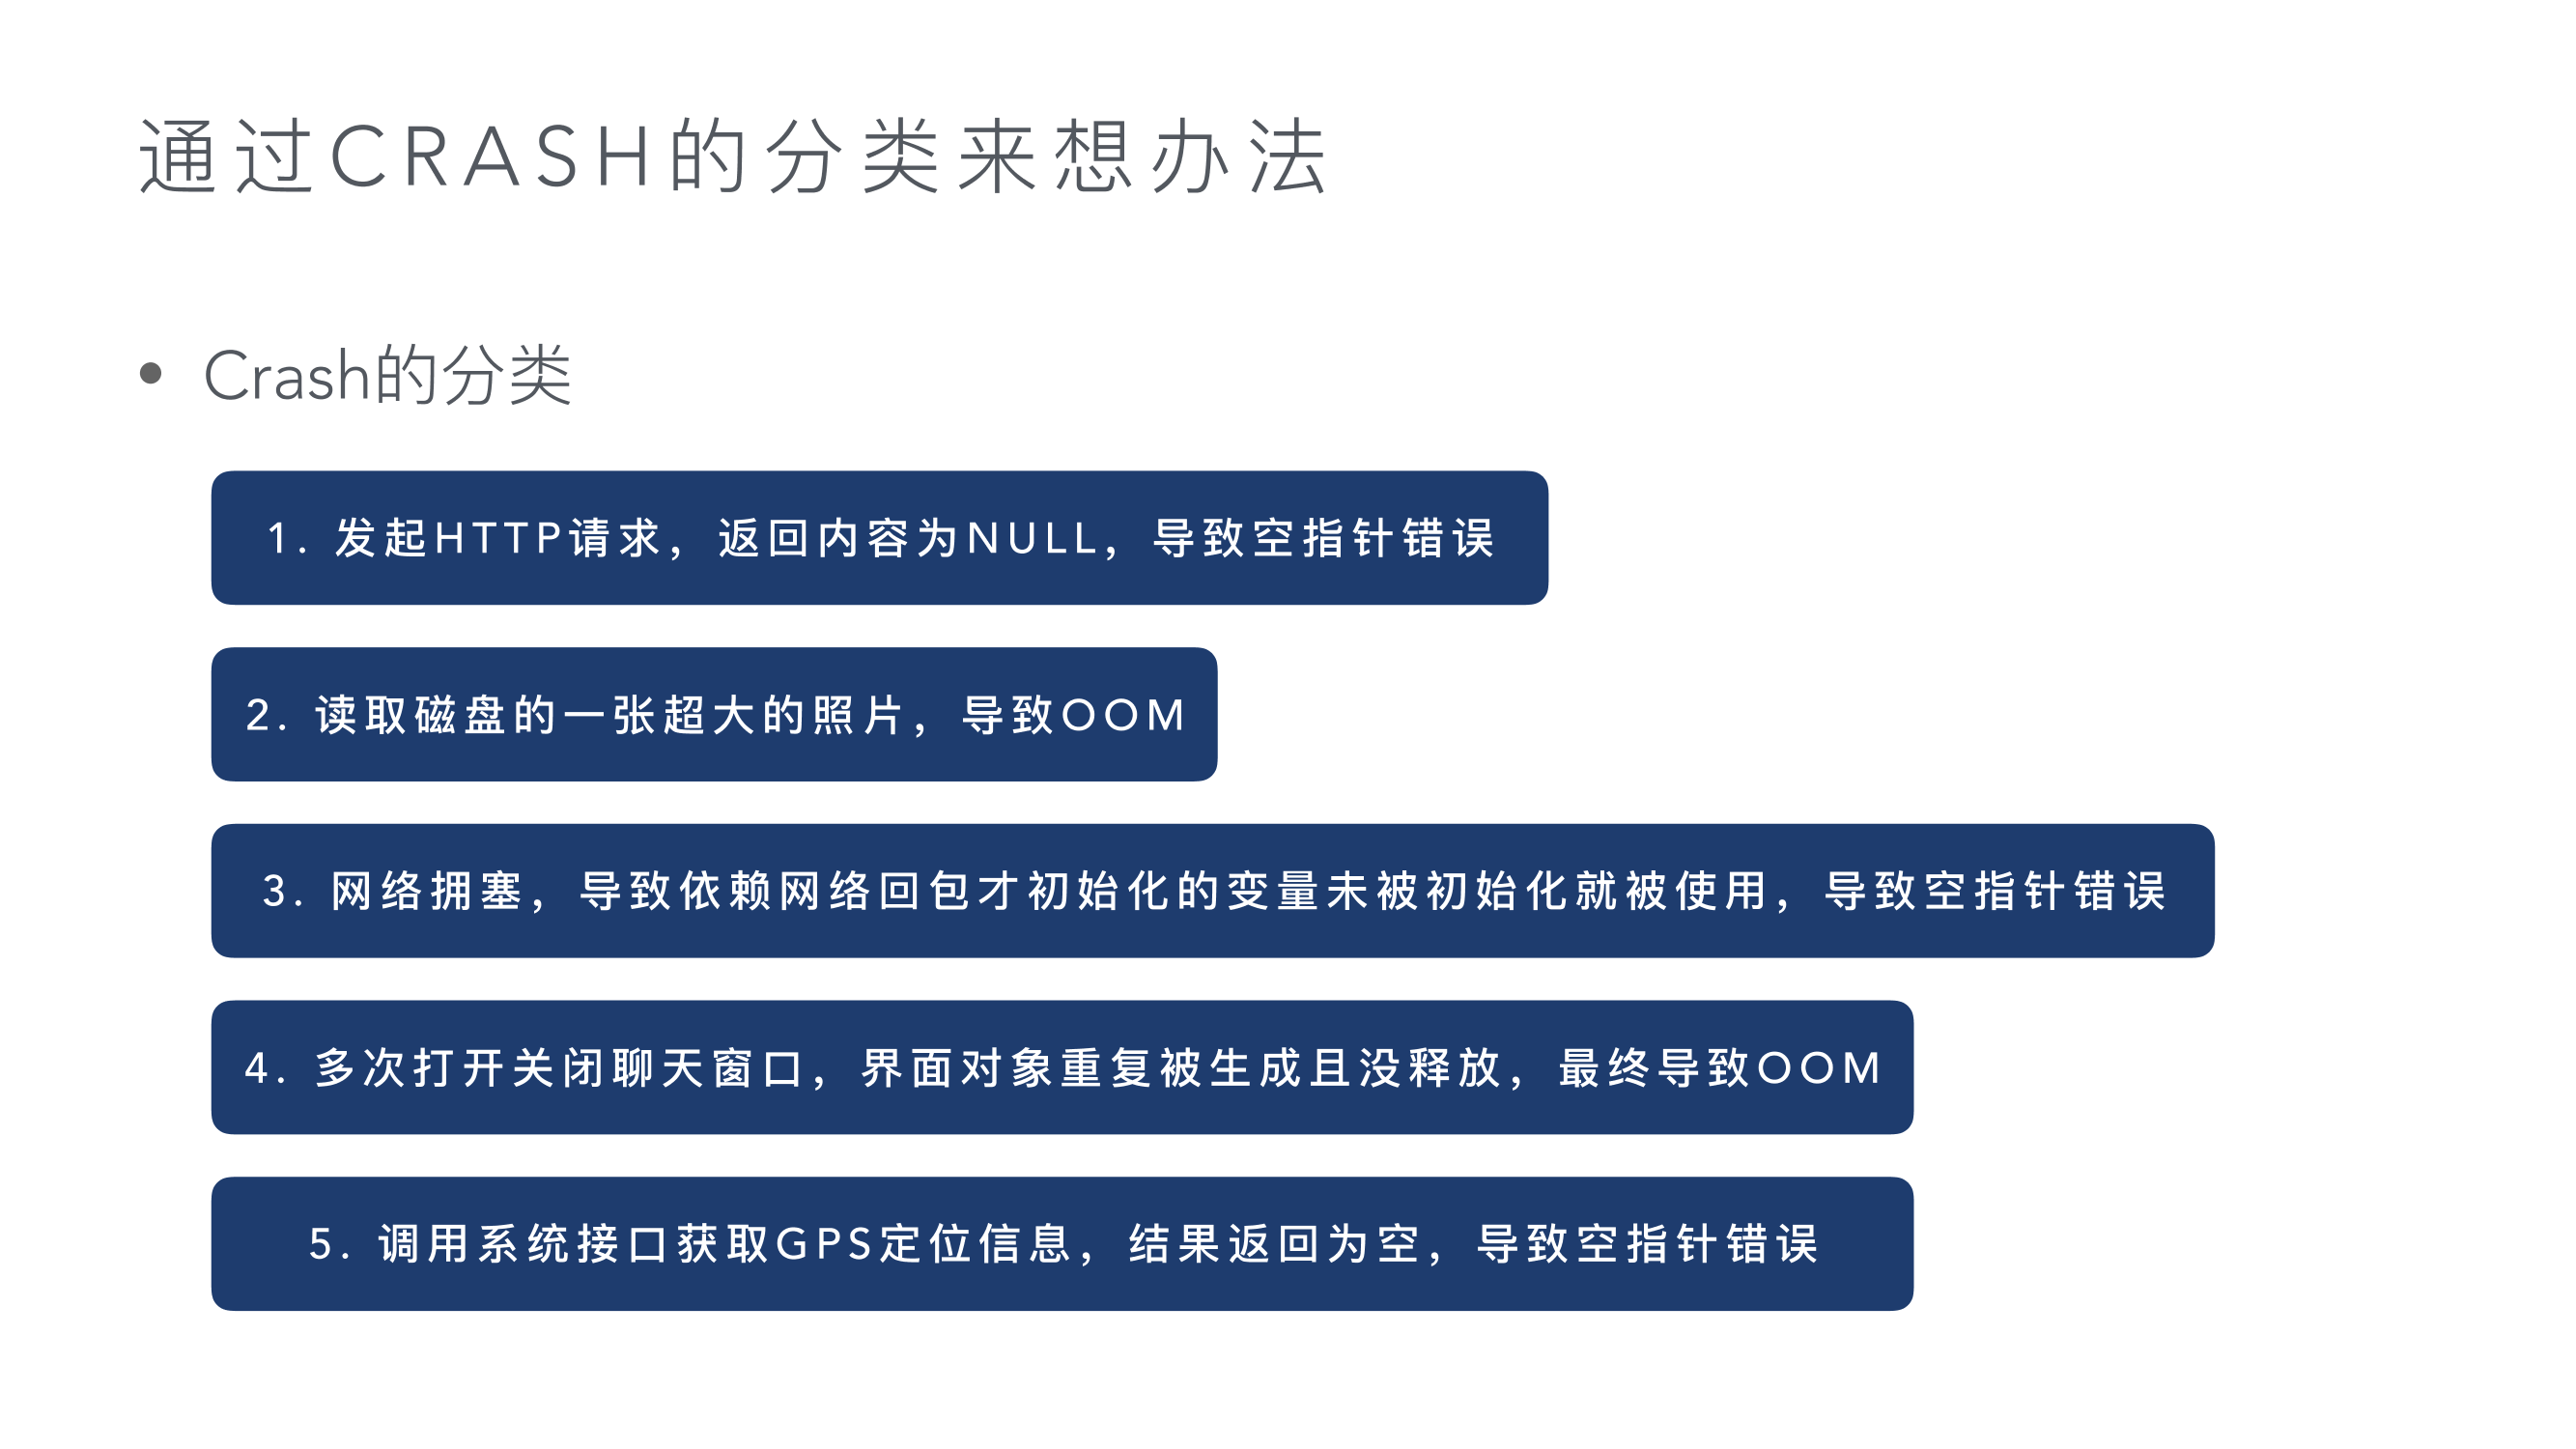 通过CRASH的分类来想办法
• Crash的分类
1. 发起HTTP请求，返回内容为NULL，导致空指针错误
2. 读取磁盘的一张超大的照片，导致OOM
3. 网络拥塞，导致依赖网络回包才初始化的变量未被初始化就被使用，导致空指针错误
4. 多次打开关闭聊天窗口，界面对象重复被生成且没释放，最终导致OOM
5. 调用系统接口获取GPS定位信息，结果返回为空，导致空指针错误